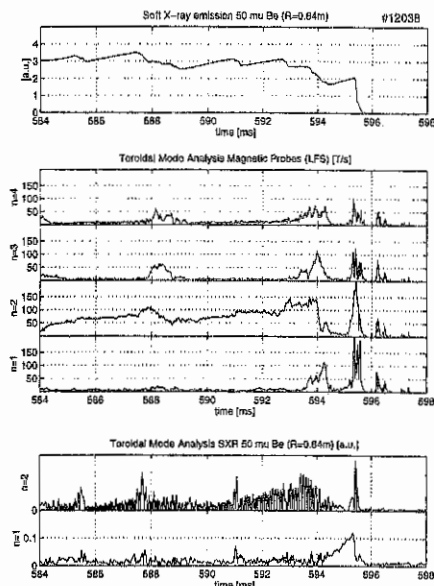 Soft X-ray emission 50 mu Be (R=0.84m) #12038
[a.u.]
4
3
2
1
0
584 586 588 590 592 594 596 598
time [ms]
Toroidal Mode Analysis Magnetic Probes (LFS) [T/s]
n=4
150
100
50
n=3
150
100
50
n=2
150
100
50
n=1
150
100
50
584 586 588 590 592 594 596 598
time [ms]
Toroidal Mode Analysis SXR 50 mu Be (R=0.84m) [a.u.]
n=2
0
n=1
0.1
0
584 586 588 590 592 594 596 598
time [ms]